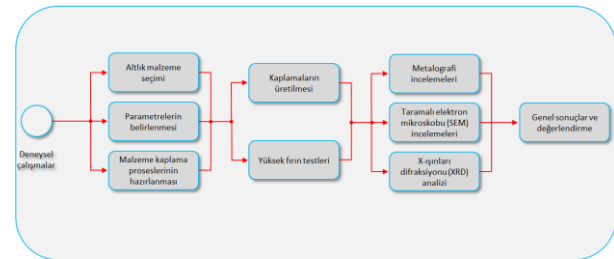 Deneysel
çalışmalar
Altlık malzeme
seçimi
Parametrelerin
belirlenmesi
Malzeme kaplama
proseslerinin
hazırlanması
Kaplamaların
üretilmesi
Yüksek fırın testleri
Metalografi
incelemeleri
Taramalı elektron
mikroskobu (SEM)
incelemeleri
X-ışınları
difraksiyonu (XRD)
analizi
Genel sonuçlar ve
değerlendirme